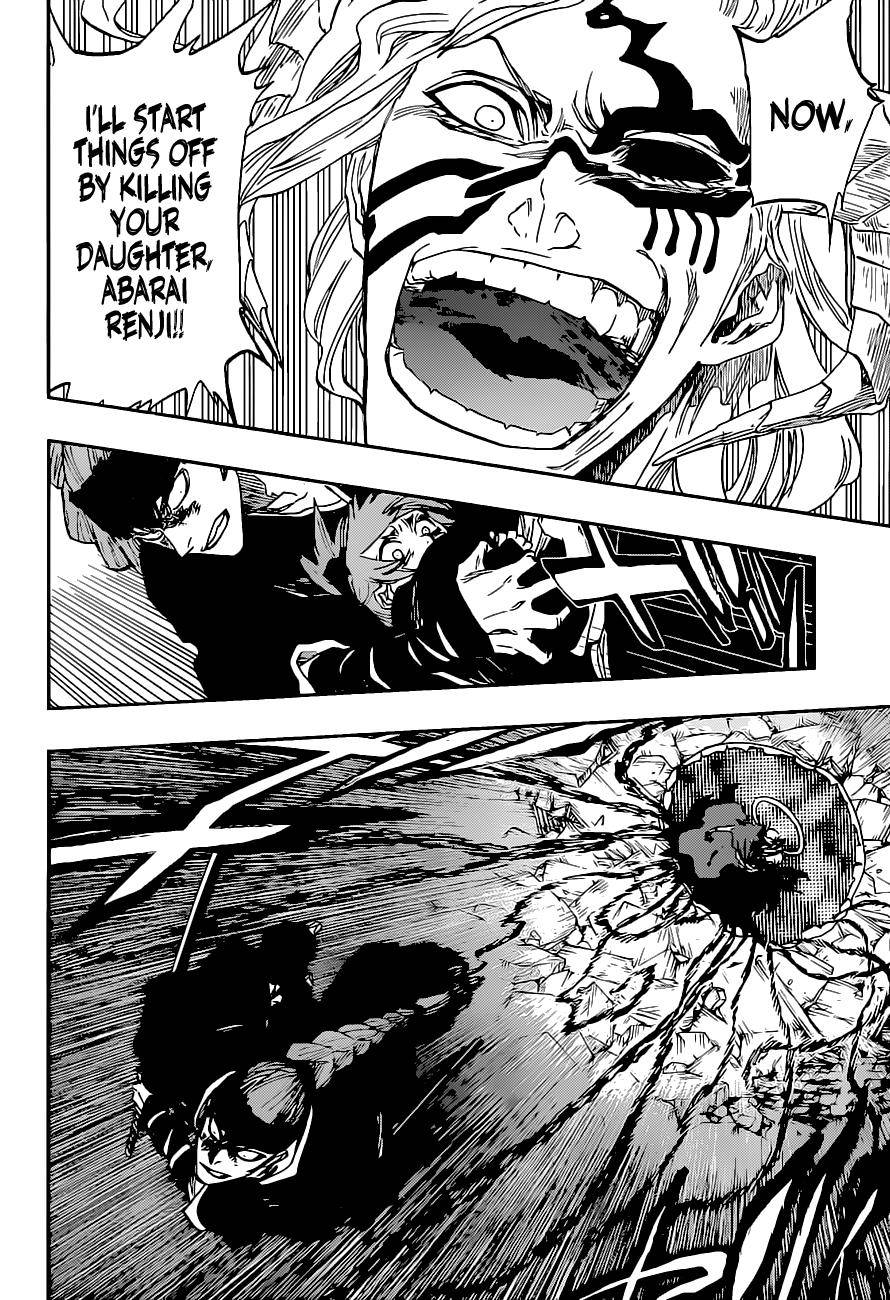 NOW,
I'LL START
THINGS OFF
BY KILLING
YOUR
DAUGHTER,
ABARAI
RENJI!!